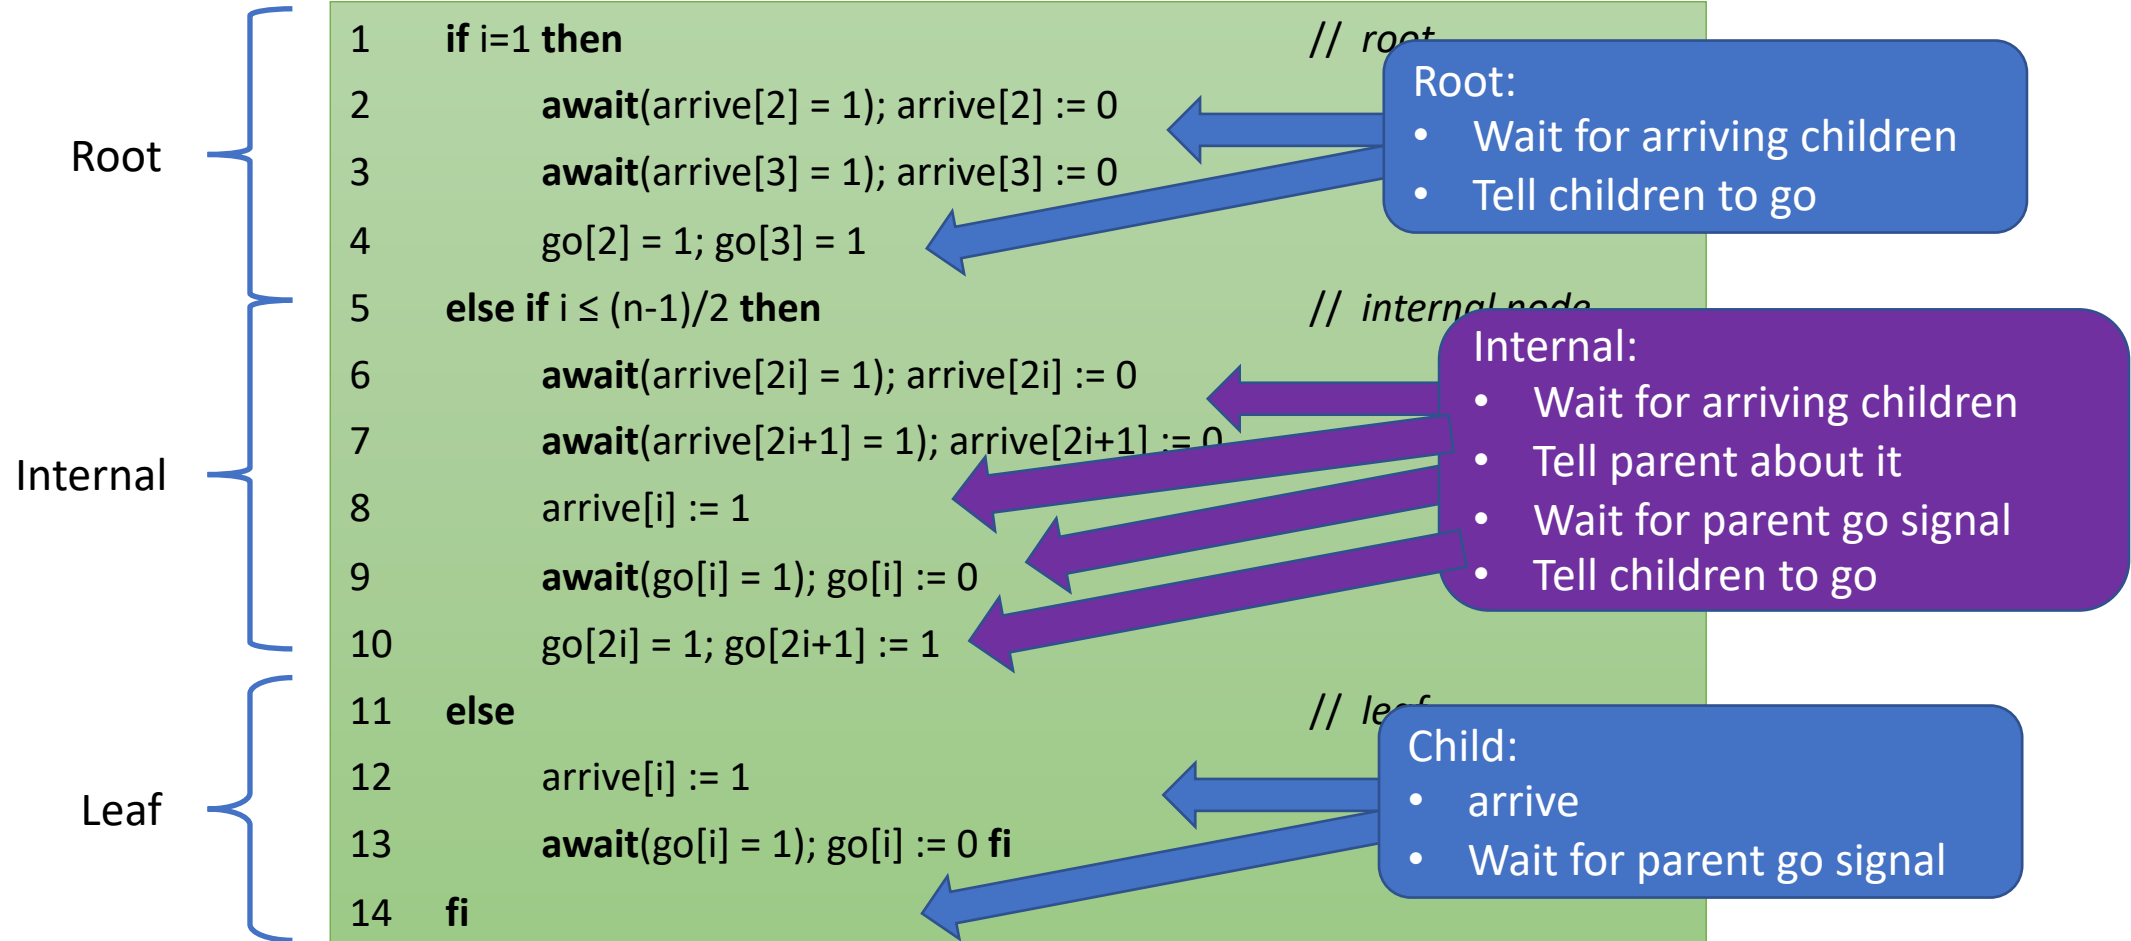 1 if i=1 then // root
2 await(arrive[2] = 1); arrive[2] := 0
3 await(arrive[3] = 1); arrive[3] := 0
4 go[2] = 1; go[3] = 1
Root
Root:
• Wait for arriving children
• Tell children to go
5 else if i ≤ (n-1)/2 then // internal node
6 await(arrive[2i] = 1); arrive[2i] := 0
7 await(arrive[2i+1] = 1); arrive[2i+1] := 0
8 arrive[i] := 1
9 await(go[i] = 1); go[i] := 0
10 go[2i] = 1; go[2i+1] := 1
Internal
Internal:
• Wait for arriving children
• Tell parent about it
• Wait for parent go signal
• Tell children to go
11 else // leaf
12 arrive[i] := 1
13 await(go[i] = 1); go[i] := 0 fi
14 fi
Leaf
Child:
• arrive
• Wait for parent go signal